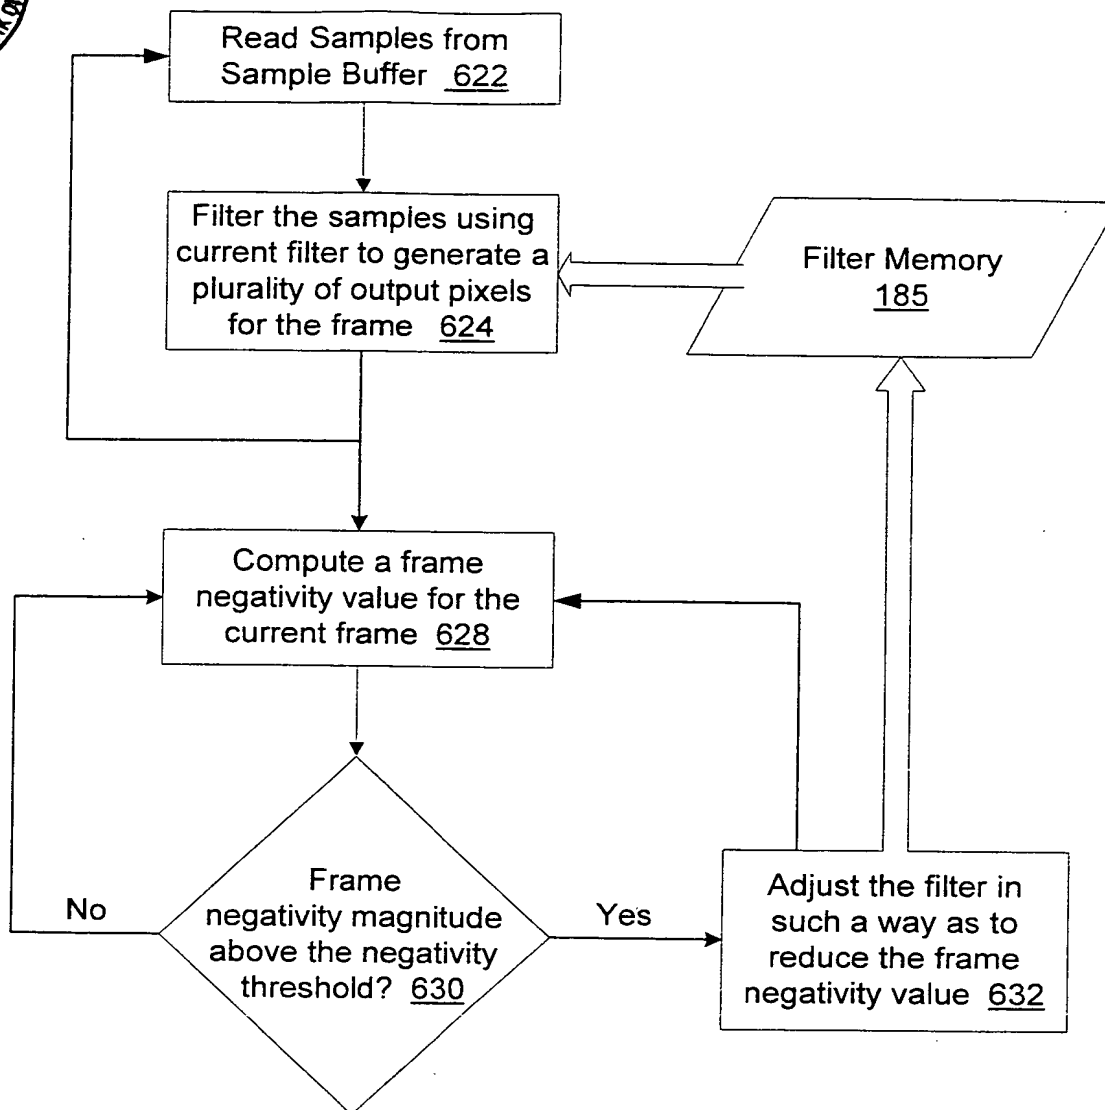 Read Samples from
Sample Buffer 622
Filter the samples using
current filter to generate a
plurality of output pixels
for the frame 624
Filter Memory
185
Compute a frame
negativity value for the
current frame 628
Frame
negativity magnitude
above the negativity
threshold? 630
No
Yes
Adjust the filter in
such a way as to
reduce the frame
negativity value 632